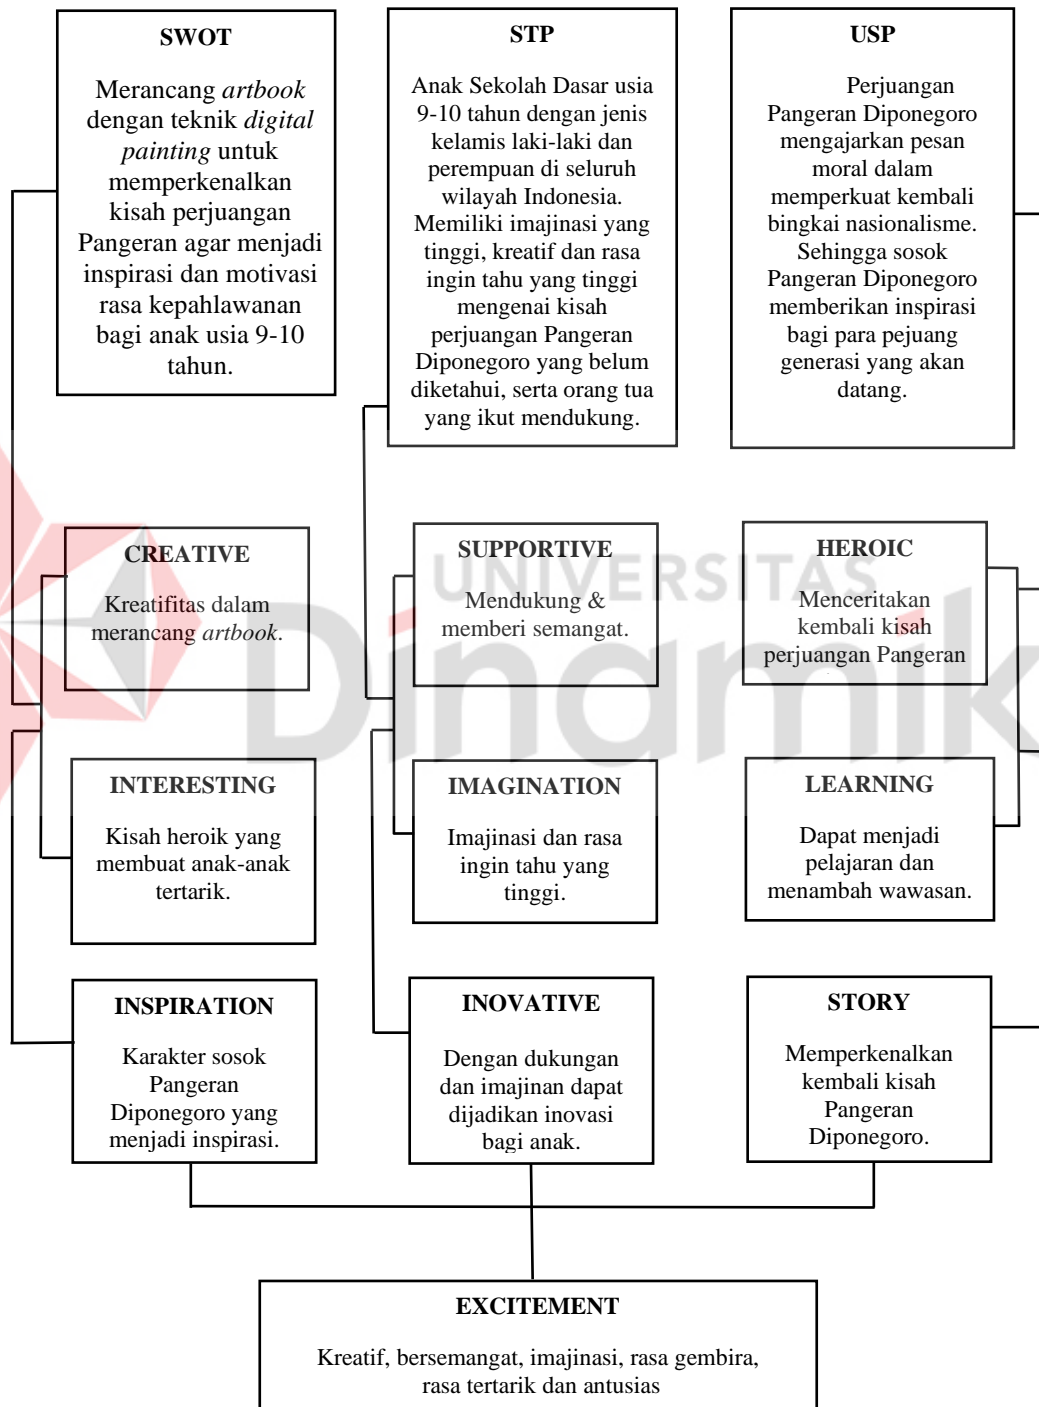 SWOT
Merancang artbook
dengan teknik digital
painting untuk
memperkenalkan
kisah perjuangan
Pangeran agar menjadi
inspirasi dan motivasi
rasa kepahlawanan
bagi anak usia 9-10
tahun.
STP
Anak Sekolah Dasar usia
9-10 tahun dengan jenis
kelamis laki-laki dan
perempuan di seluruh
wilayah Indonesia.
Memiliki imajinasi yang
tinggi, kreatif dan rasa
ingin tahu yang tinggi
mengenai kisah
perjuangan Pangeran
Diponegoro yang belum
diketahui, serta orang tua
yang ikut mendukung.
USP
Perjuangan
Pangeran Diponegoro
mengajarkan pesan
moral dalam
memperkuat kembali
bingkai nasionalisme.
Sehingga sosok
Pangeran Diponegoro
memberikan inspirasi
bagi para pejuang
generasi yang akan
datang.
CREATIVE
Kreatifitas dalam
merancang artbook.
SUPPORTIVE
Mendukung &
memberi semangat.
HEROIC
Menceritakan
kembali kisah
perjuangan Pangeran
UNIVERSITAS
Dinamik
INTERESTING
Kisah heroik yang
membuat anak-anak
tertarik.
IMAGINATION
Imajinasi dan rasa
ingin tahu yang
tinggi.
LEARNING
Dapat menjadi
pelajaran dan
menambah wawasan.
INSPIRATION
Karakter sosok
Pangeran
Diponegoro yang
menjadi inspirasi.
INOVATIVE
Dengan dukungan
dan imajinan dapat
dijadikan inovasi
bagi anak.
STORY
Memperkenalkan
kembali kisah
Pangeran
Diponegoro.
EXCITEMENT
Kreatif, bersemangat, imajinasi, rasa gembira,
rasa tertarik dan antusias